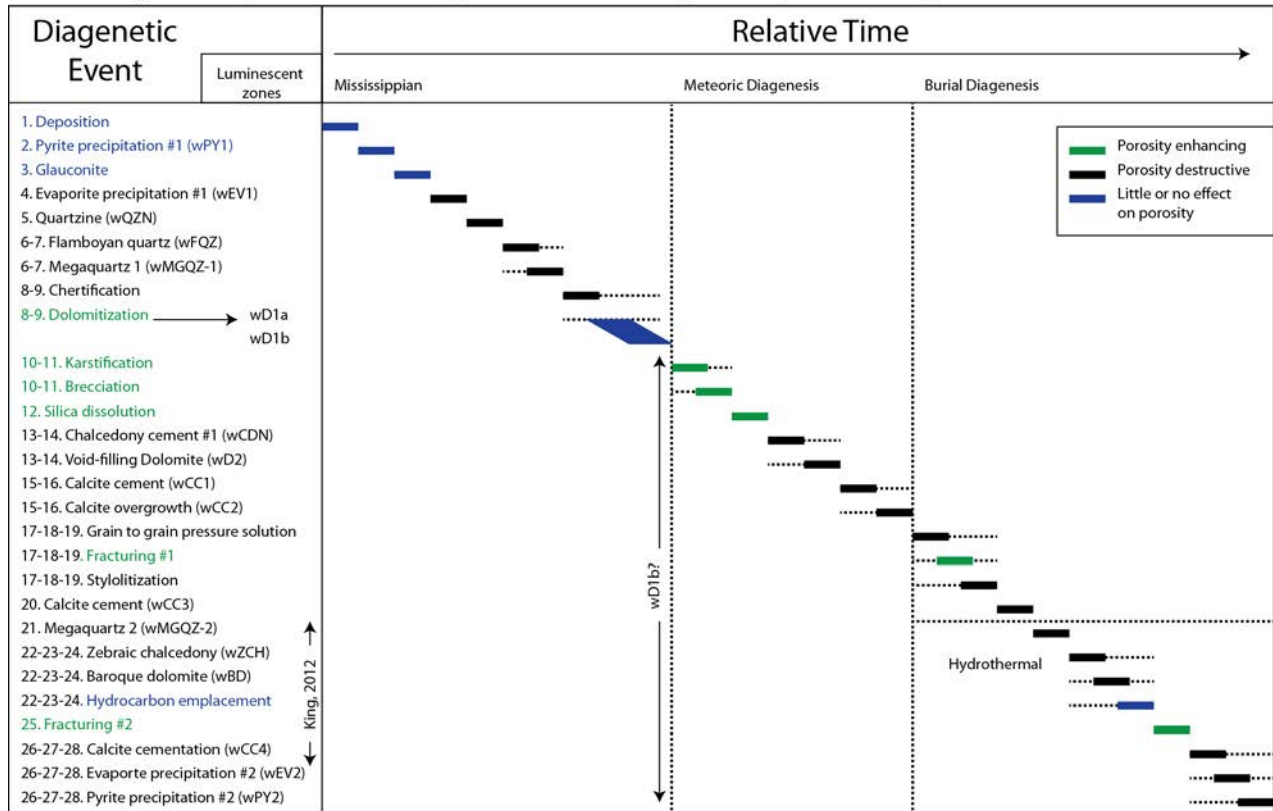 Diagenetic
Event
Luminescent
zones
Relative Time
Mississippian
Meteoric Diagenesis
Burial Diagenesis
Porosity enhancing
Porosity destructive
Little or no effect
on porosity
1. Deposition
2. Pyrite precipitation #1 (wPY1)
3. Glauconite
4. Evaporite precipitation #1 (wEV1)
5. Quartzine (wQZN)
6-7. Flamboyan quartz (wFQZ)
6-7. Megaquartz 1 (wMGQZ-1)
8-9. Chertification
8-9. Dolomitization
wD1a
wD1b
10-11. Karstification
10-11. Brecciation
12. Silica dissolution
13-14. Chalcedony cement #1 (wCDN)
13-14. Void-filling Dolomite (wD2)
15-16. Calcite cement (wCC1)
15-16. Calcite overgrowth (wCC2)
17-18-19. Grain to grain pressure solution
17-18-19. Fracturing #1
17-18-19. Stylolitization
20. Calcite cement (wCC3)
21. Megaquartz 2 (wMGQZ-2)
22-23-24. Zebraic chalcedony (wZCH)
22-23-24. Baroque dolomite (wBD)
22-23-24. Hydrocarbon emplacement
25. Fracturing #2
26-27-28. Calcite cementation (wCC4)
26-27-28. Evaporte precipitation #2 (wEV2)
26-27-28. Pyrite precipitation #2 (wPY2)
King, 2012
wD1b?
Hydrothermal